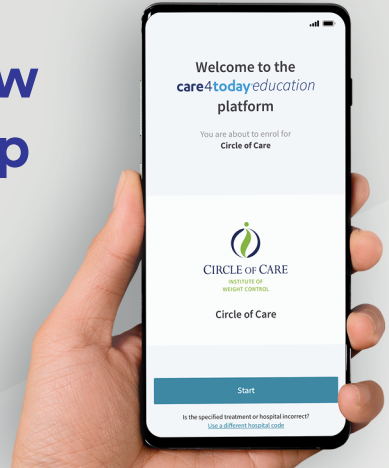 w
p
Welcome to the
care4today education
platform
You are about to enrol for
Circle of Care
CIRCLE OF CARE
INSTITUTE OF
WEIGHT CONTROL
Circle of Care
Start
Is the specified treatment or hospital incorrect?
Use a different hospital code